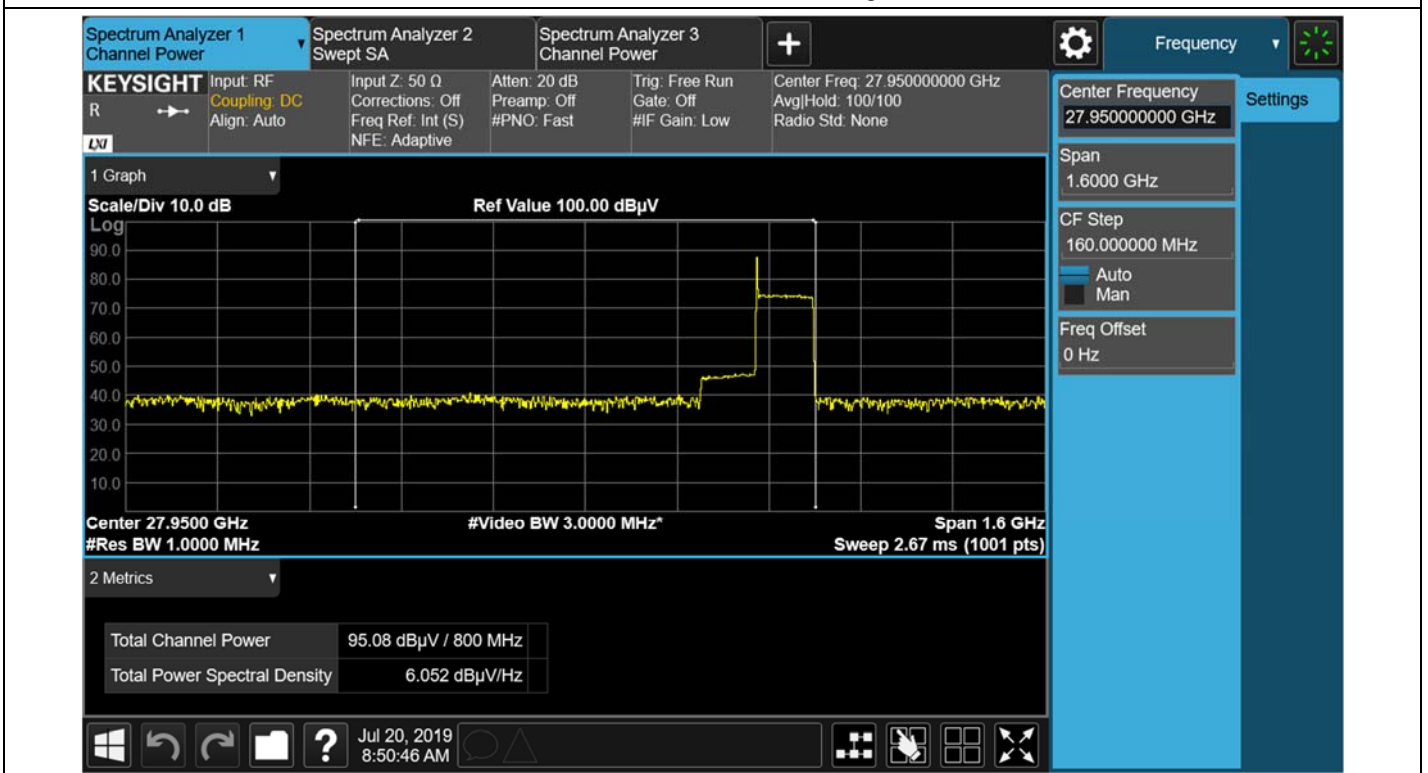 Spectrum Analyzer 1
Channel Power
Spectrum Analyzer 2
Swept SA
Spectrum Analyzer 3
Channel Power
Frequency
KEYSIGHT
R
LXI
Input: RF
Coupling: DC
Align: Auto
Input Z: 50 Ω
Corrections: Off
Freq Ref: Int (S)
NFE: Adaptive
Atten: 20 dB
Preamp: Off
#PNO: Fast
Trig: Free Run
Gate: Off
#IF Gain: Low
Center Freq: 27.950000000 GHz
Avg|Hold: 100/100
Radio Std: None
Center Frequency
27.950000000 GHz
Settings
Span
1.6000 GHz
CF Step
160.000000 MHz
Auto
Man
Freq Offset
0 Hz
1 Graph
Scale/Div 10.0 dB
Ref Value 100.00 dBµV
Log
90.0
80.0
70.0
60.0
50.0
40.0
30.0
20.0
10.0
Center 27.9500 GHz
#Video BW 3.0000 MHz*
Span 1.6 GHz
#Res BW 1.0000 MHz
Sweep 2.67 ms (1001 pts)
2 Metrics
Total Channel Power 95.08 dBµV / 800 MHz
Total Power Spectral Density 6.052 dBµV/Hz
?
Jul 20, 2019
8:50:46 AM